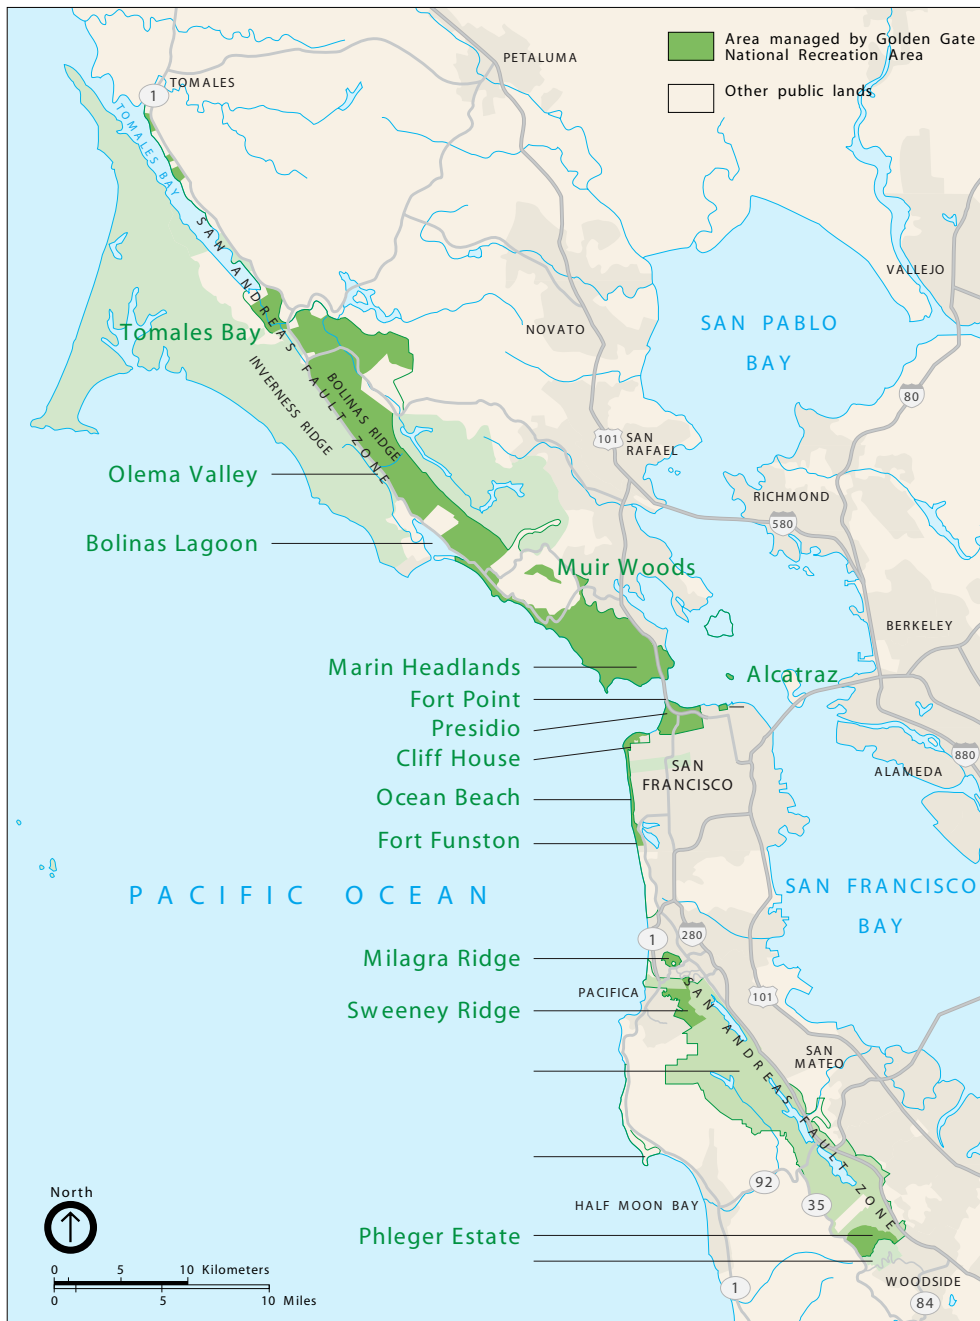 Area managed by Golden Gate
National Recreation Area
Other public lands
PETALUMA
TOMALES
1
TOMALES BAY
SAN ANDREAS FAULT ZONE
VALLEJO
NOVATO
SAN PABLO
BAY
Tomales Bay
INVERNESS RIDGE
BOLINAS RIDGE
80
101
SAN
RAFAEL
Olema Valley
RICHMOND
580
Bolinas Lagoon
Muir Woods
BERKELEY
Marin Headlands
Alcatraz
Fort Point
Presidio
Cliff House
SAN
FRANCISCO
880
ALAMEDA
Ocean Beach
Fort Funston
PACIFIC OCEAN
SAN FRANCISCO
BAY
280
1
Milagra Ridge
PACIFICA
101
Sweeney Ridge
SAN ANDREAS FAULT ZONE
SAN
MATEO
92
35
HALF MOON BAY
North
Phleger Estate
0 5 10 Kilometers
0 5 10 Miles
1
WOODSIDE
84